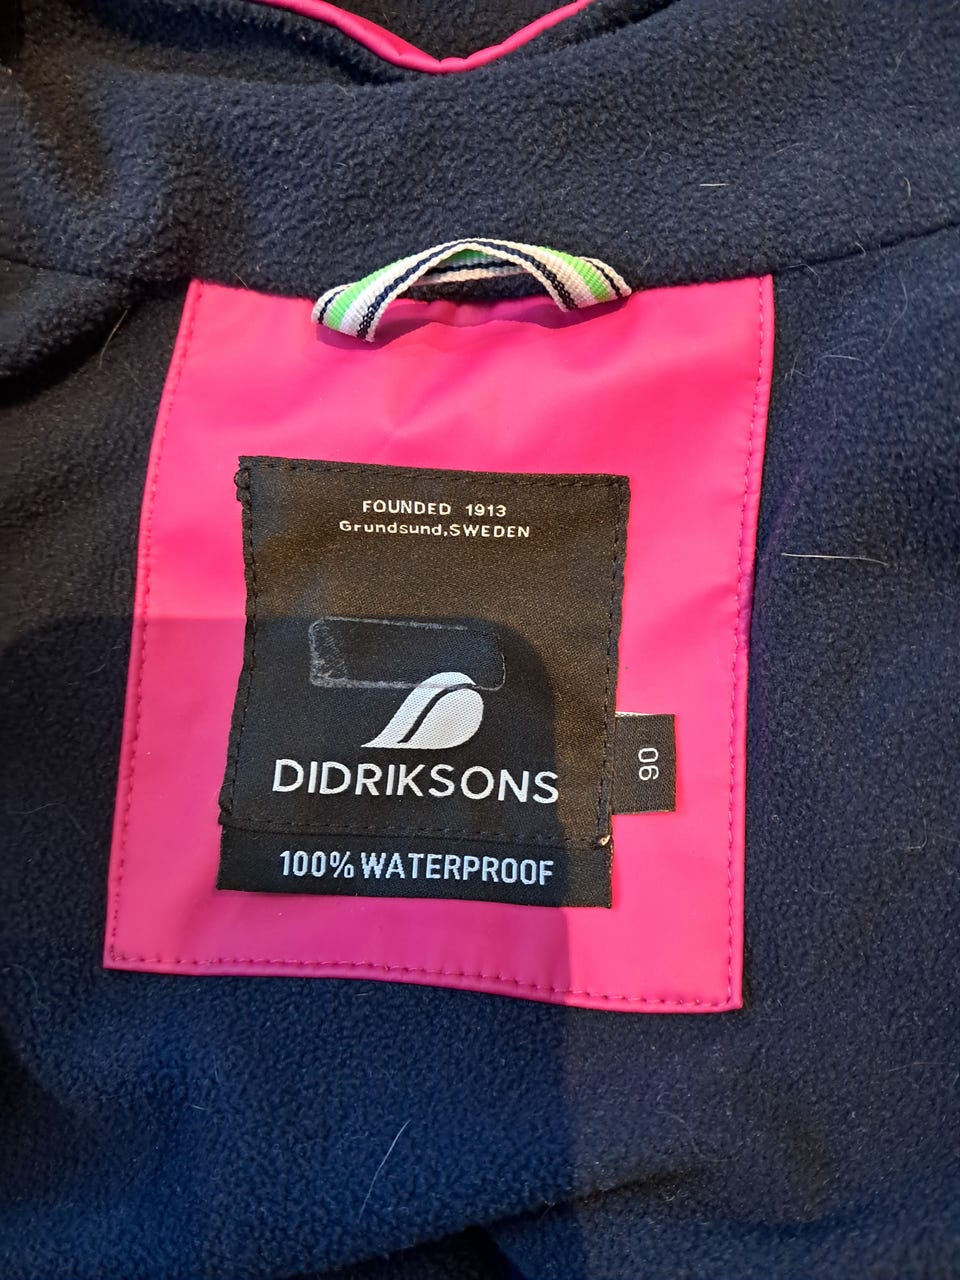 FOUNDED 1913
Grundsund,SWEDEN
DIDRIKSONS
90
100% WATERPROOF